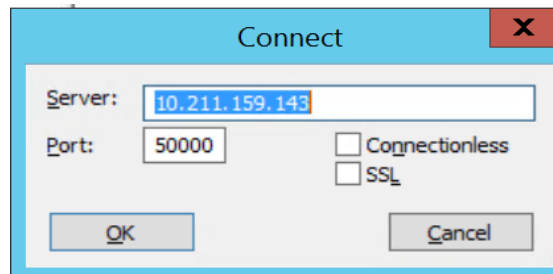 Connect
Server: 10.211.159.143
Port: 50000 Connectionless
SSL
OK Cancel